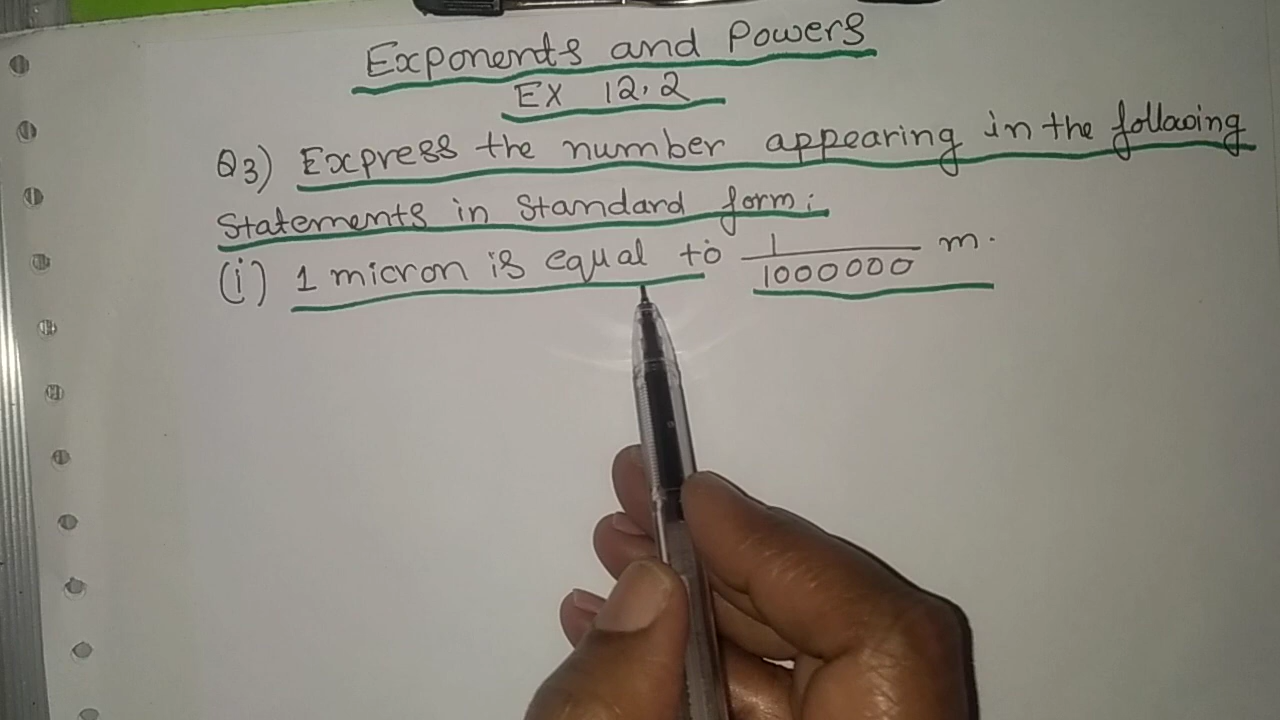 Exponents and Powers
EX 12.2
Q3) Express the number appearing in the following
Statements in Standard form:
(i) 1 micron is equal to 1/1000000 m.